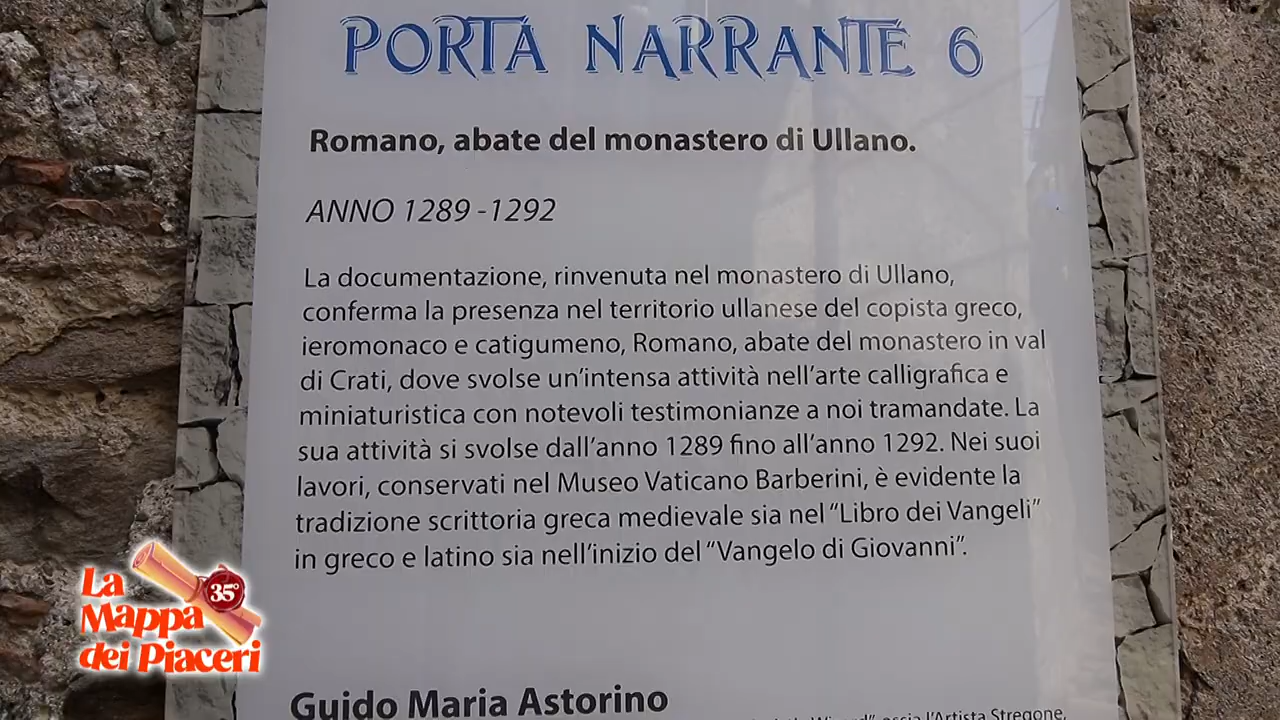 PORTA NARRANTE 6
Romano, abate del monastero di Ullano.
ANNO 1289 -1292
La documentazione, rinvenuta nel monastero di Ullano,
conferma la presenza nel territorio ullanese del copista greco,
ieromonaco e catigumeno, Romano, abate del monastero in val
di Crati, dove svolse un'intensa attività nell'arte calligrafica e
miniaturistica con notevoli testimonianze a noi tramandate. La
sua attività si svolse dall'anno 1289 fino all'anno 1292. Nei suoi
lavori, conservati nel Museo Vaticano Barberini, è evidente la
tradizione scrittoria greca medievale sia nel "Libro dei Vangeli"
in greco e latino sia nell'inizio del "Vangelo di Giovanni".
Guido Maria Astorino
ossia l'Artista Stregone,
La
Mappa
dei Piaceri
35°